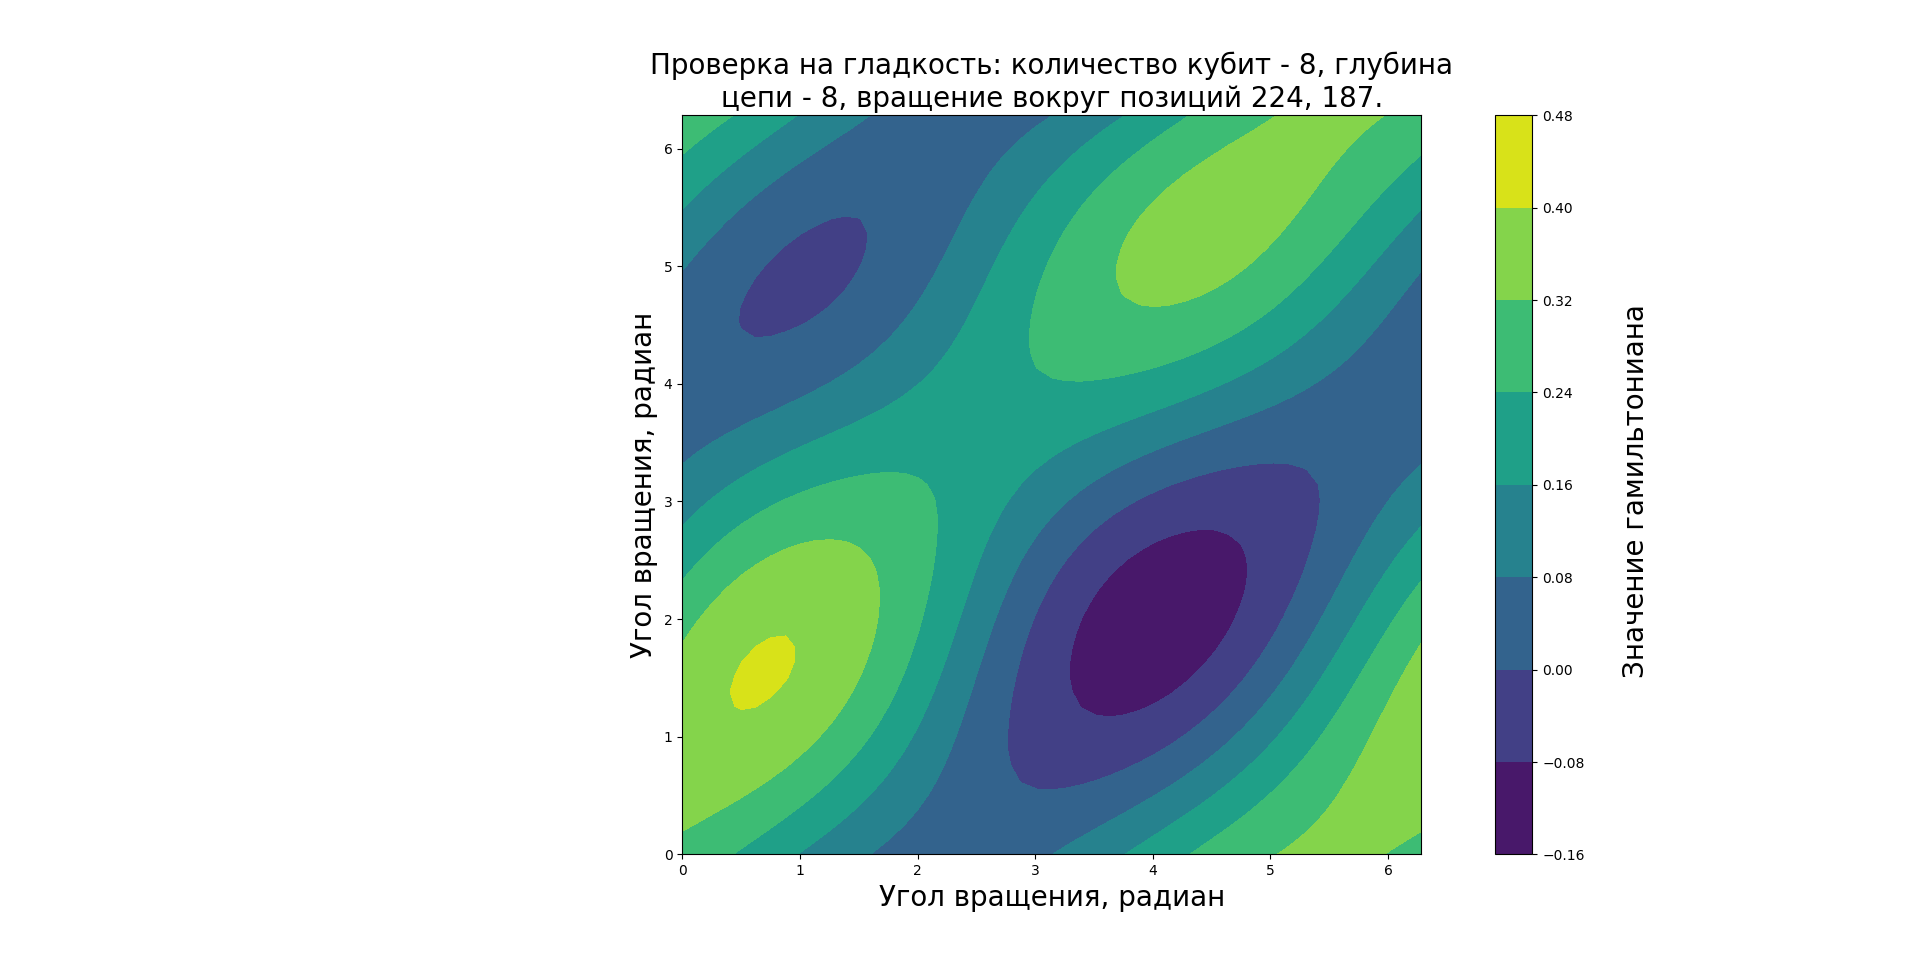 Проверка на гладкость: количество кубит - 8, глубина
цепи - 8, вращение вокруг позиций 224, 187.
Угол вращения, радиан
6
5
4
3
2
1
0
0 1 2 3 4 5 6
Угол вращения, радиан
0.48
0.40
0.32
0.24
0.16
0.08
0.00
−0.08
−0.16
Значение гамильтониана